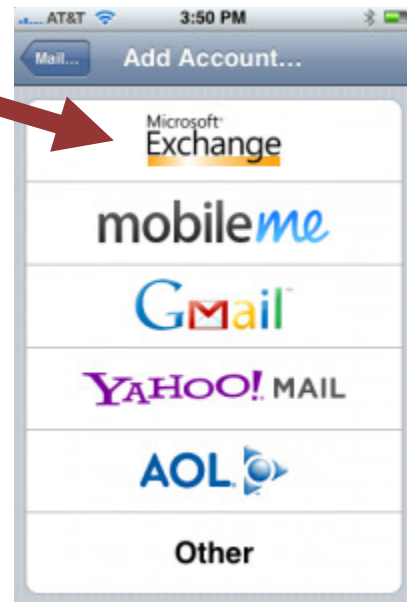 AT&T 3:50 PM
Mail... Add Account...
Microsoft
Exchange
mobileme
Gmail
YAHOO! MAIL
AOL
Other